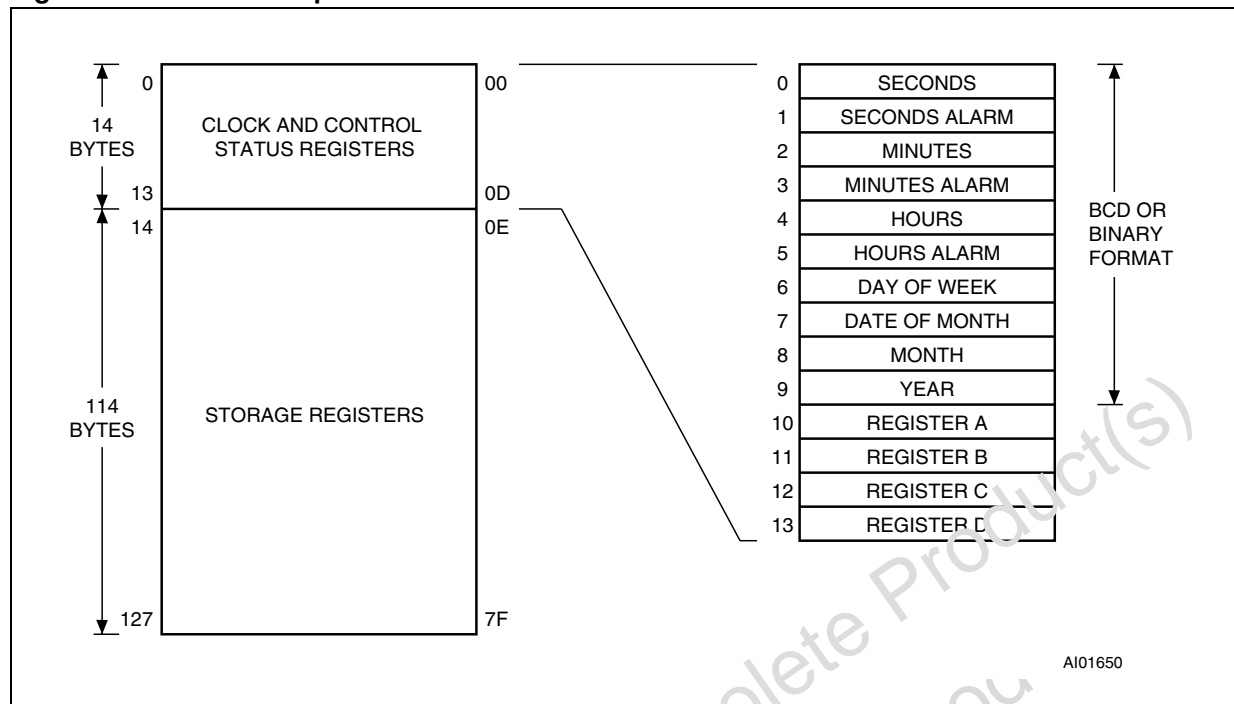 0
00
14
BYTES
CLOCK AND CONTROL
STATUS REGISTERS
13
0D
14
0E
114
BYTES
STORAGE REGISTERS
127
7F
0 SECONDS
1 SECONDS ALARM
2 MINUTES
3 MINUTES ALARM
4 HOURS
5 HOURS ALARM
6 DAY OF WEEK
7 DATE OF MONTH
8 MONTH
9 YEAR
10 REGISTER A
11 REGISTER B
12 REGISTER C
13 REGISTER D
BCD OR
BINARY
FORMAT
Product(s)
AI01650